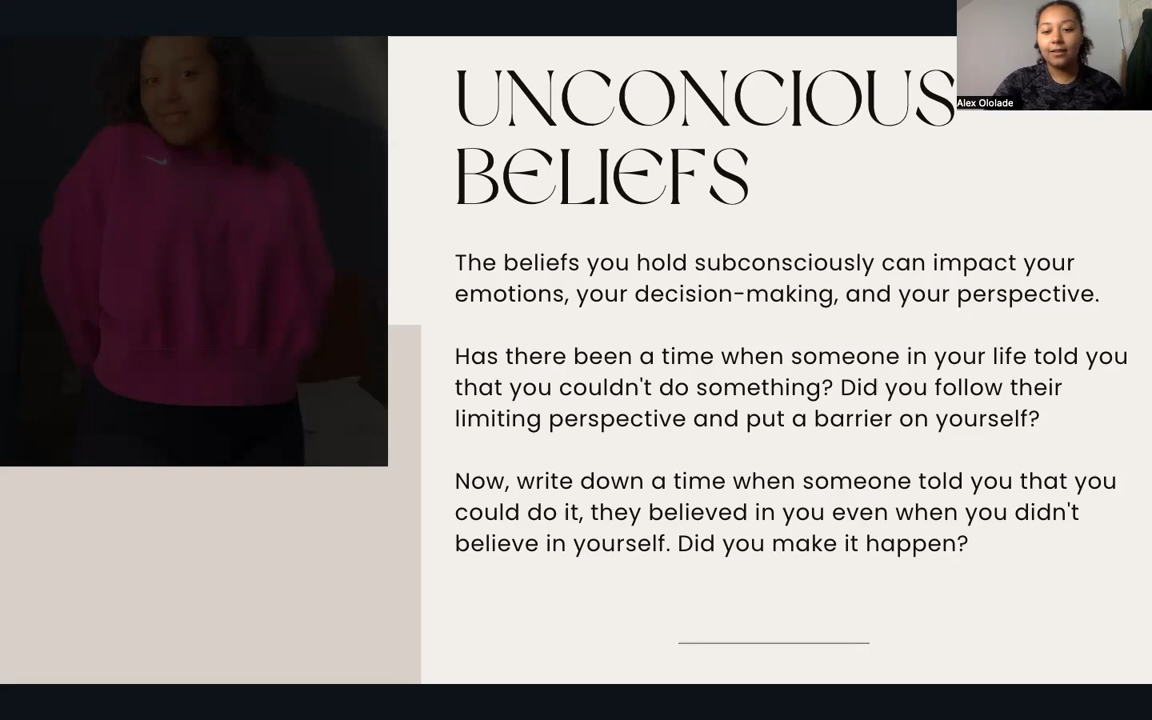 UNCONCIOUS
BELIEFS
Alex Ololade
The beliefs you hold subconsciously can impact your
emotions, your decision-making, and your perspective.
Has there been a time when someone in your life told you
that you couldn't do something? Did you follow their
limiting perspective and put a barrier on yourself?
Now, write down a time when someone told you that you
could do it, they believed in you even when you didn't
believe in yourself. Did you make it happen?